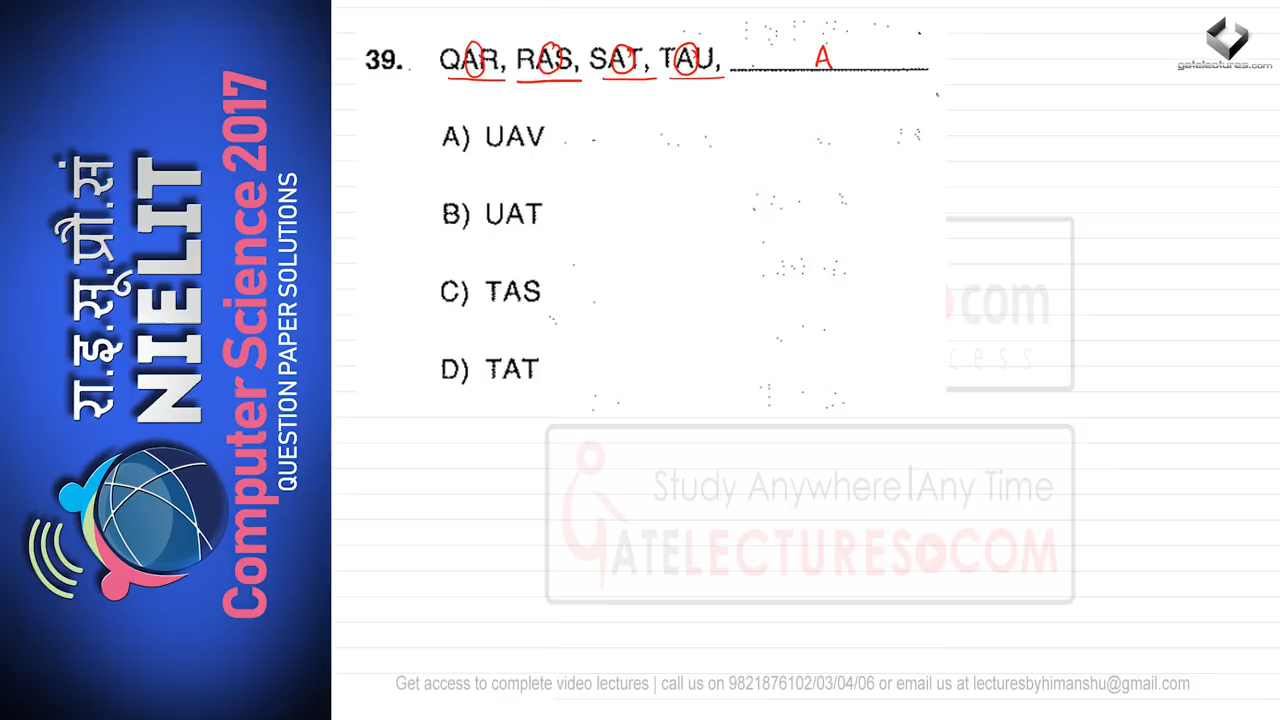 रा.इ.सू.प्रौ.सं
NIELIT
Computer Science 2017
QUESTION PAPER SOLUTIONS
39. QAR, RAS, SAT, TAU, A
A) UAV
B) UAT
C) TAS
D) TAT
gatelectures.com
com
cess
Study Anywhere|Any Time
GATELECTURES.COM
Get access to complete video lectures | call us on 9821876102/03/04/06 or email us at lecturesbyhimanshu@gmail.com